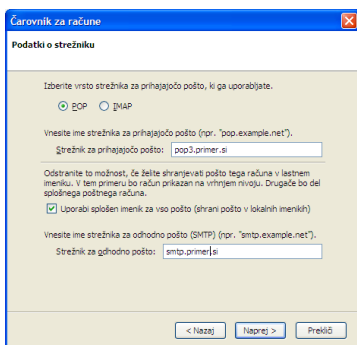 Čarovnik za račune
Podatki o strežniku
Izberite vrsto strežnika za prihajajočo pošto, ki ga uporabljate.
POP IMAP
Vnesite ime strežnika za prihajajočo pošto (npr. "pop.example.net").
Strežnik za prihajajočo pošto: pop3.primer.si
Odstranite to možnost, če želite shranjevati pošto tega računa v lastnem
imeniku. V tem primeru bo račun prikazan na vrhnjem nivoju. Drugače bo del
splošnega poštnega računa.
Uporabi splošen imenik za vso pošto (shrani pošto v lokalnih imenikih)
Vnesite ime strežnika za odhodno pošto (SMTP) (npr. "smtp.example.net").
Strežnik za odhodno pošto: smtp.primer.si
< Nazaj Naprej > Prekliči